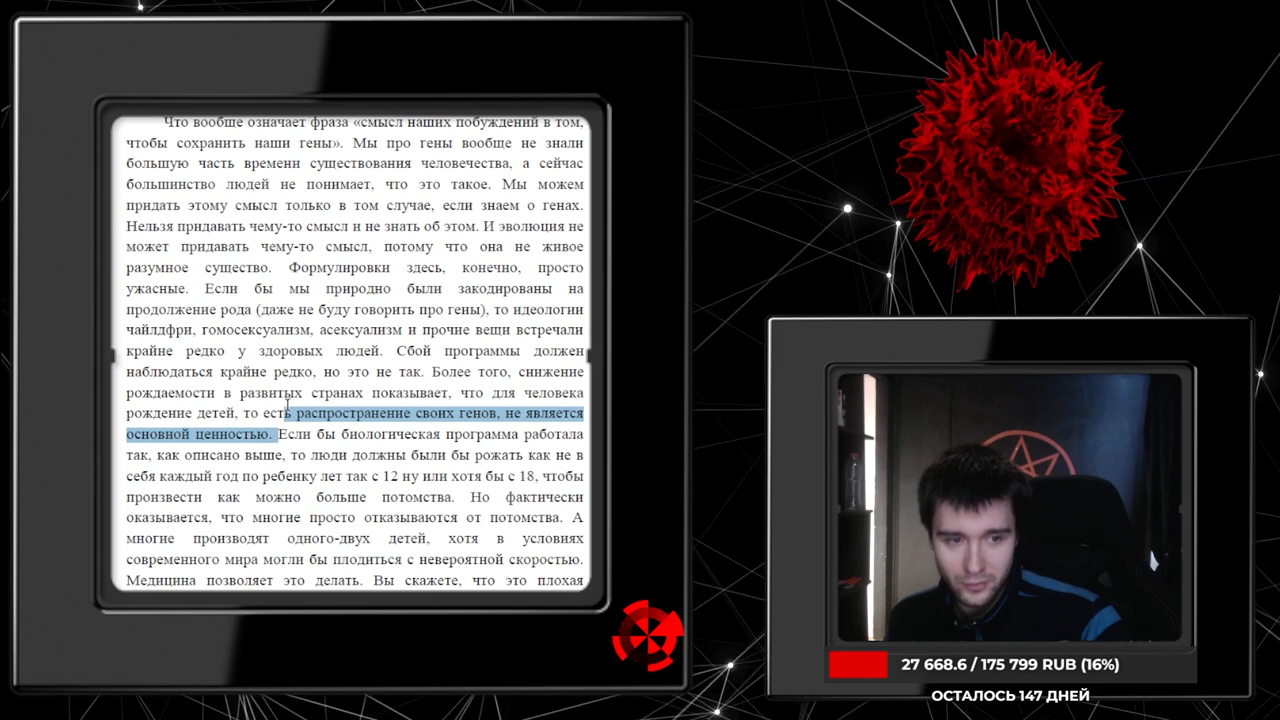 Что вообще означает фраза «смысл наших побуждений в том,
чтобы сохранить наши гены». Мы про гены вообще не знали
большую часть времени существования человечества, а сейчас
большинство людей не понимает, что это такое. Мы можем
придать этому смысл только в том случае, если знаем о генах.
Нельзя придавать чему-то смысл и не знать об этом. И эволюция не
может придавать чему-то смысл, потому что она не живое
разумное существо. Формулировки здесь, конечно, просто
ужасные. Если бы мы природно были закодированы на
продолжение рода (даже не буду говорить про гены), то идеологии
чайлдфри, гомосексуализм, асексуализм и прочие вещи встречали
крайне редко у здоровых людей. Сбой программы должен
наблюдаться крайне редко, но это не так. Более того, снижение
рождаемости в развитых странах показывает, что для человека
рождение детей, то есть распространение своих генов, не является
основной ценностью. Если бы биологическая программа работала
так, как описано выше, то люди должны были бы рожать как не в
себя каждый год по ребенку лет так с 12 ну или хотя бы с 18, чтобы
произвести как можно больше потомства. Но фактически
оказывается, что многие просто отказываются от потомства. А
многие производят одного-двух детей, хотя в условиях
современного мира могли бы плодиться с невероятной скоростью.
Медицина позволяет это делать. Вы скажете, что это плохая
27 668.6 / 175 799 RUB (16%)
ОСТАЛОСЬ 147 ДНЕЙ